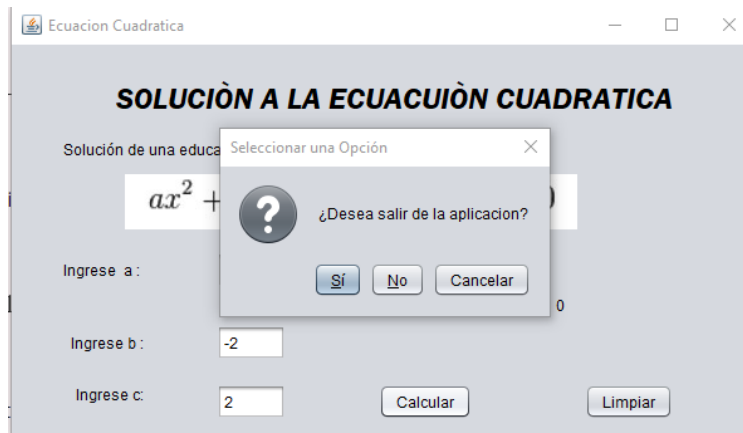 Ecuacion Cuadratica
SOLUCIÒN A LA ECUACUIÒN CUADRATICA
Solución de una educa
Seleccionar una Opción
ax² +
¿Desea salir de la aplicacion?
Ingrese a :
Sí No Cancelar
0
Ingrese b : -2
Ingrese c: 2 Calcular Limpiar